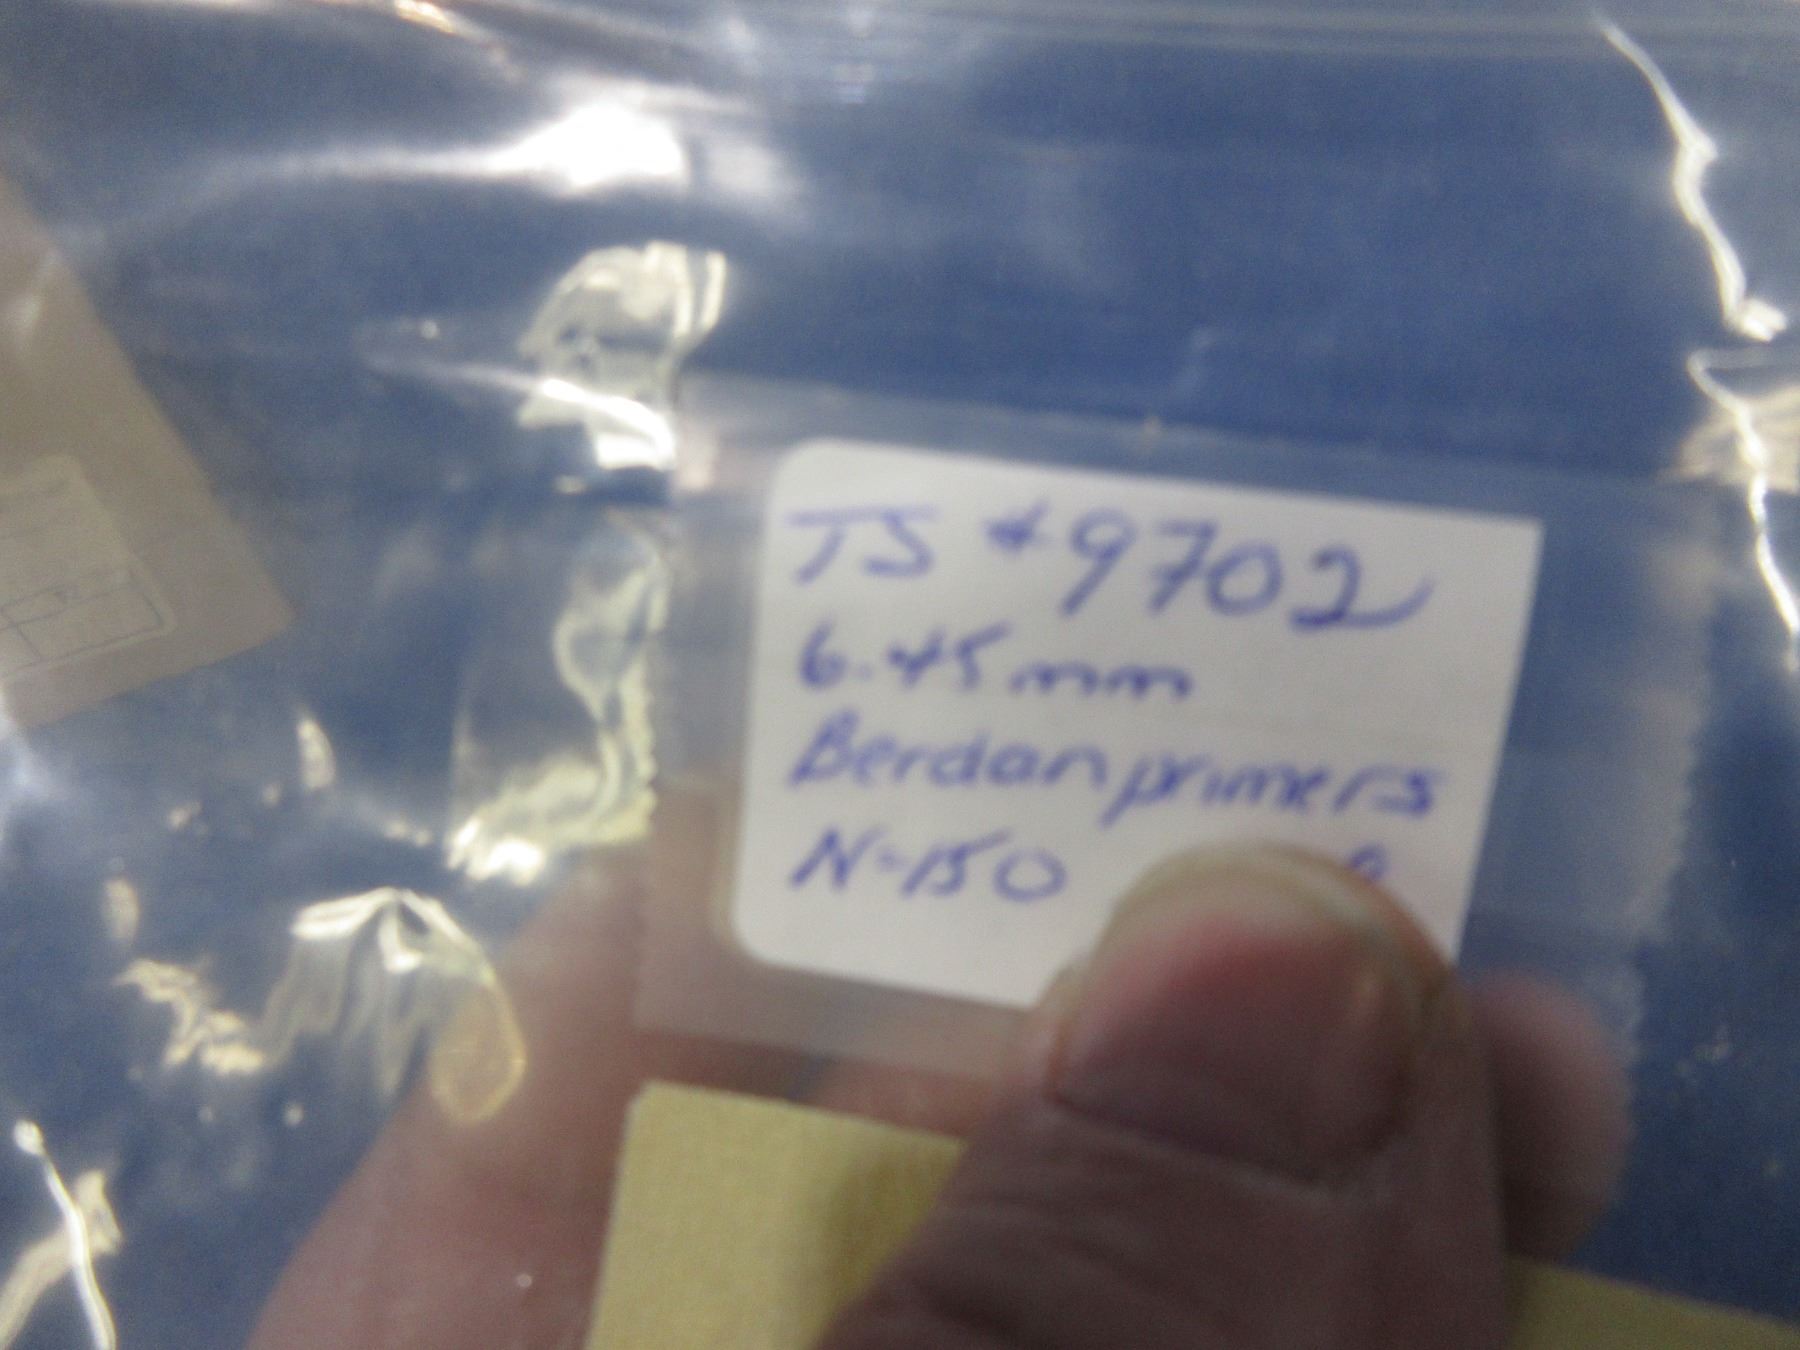 TS #9702
6.45mm
Berdan primers
N-150